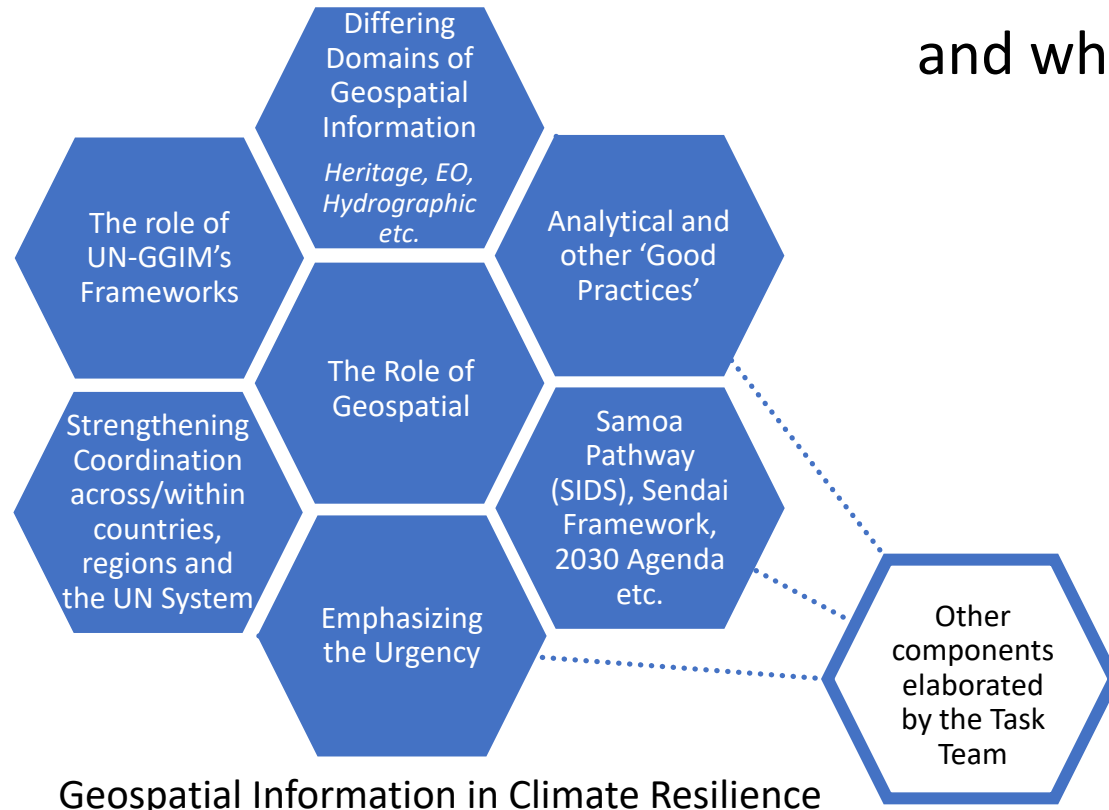 and wh
Differing
Domains of
Geospatial
Information
Heritage, EO,
Hydrographic
etc.
The role of
UN-GGIM’s
Frameworks
Analytical and
other ‘Good
Practices’
The Role of
Geospatial
Strengthening
Coordination
across/within
countries,
regions and
the UN System
Samoa
Pathway
(SIDS), Sendai
Framework,
2030 Agenda
etc.
Emphasizing
the Urgency
Other
components
elaborated
by the Task
Team
Geospatial Information in Climate Resilience